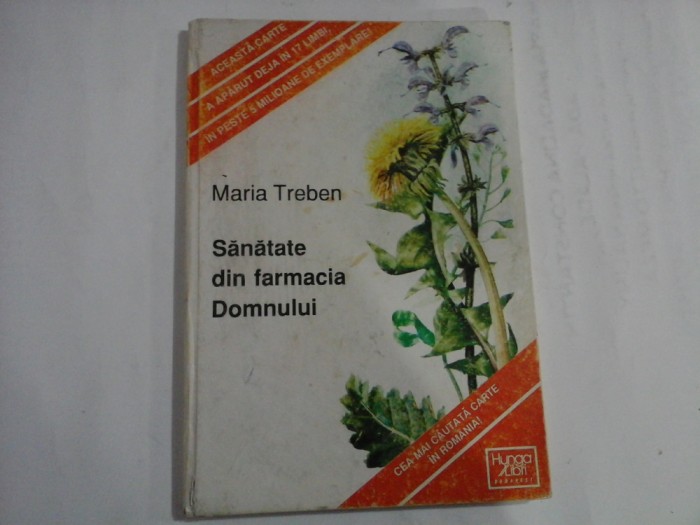 ACEASTĂ CARTE
A APĂRUT DEJA ÎN 17 LIMBI,
ÎN PESTE 5 MILIOANE DE EXEMPLARE!
Maria Treben
Sănătate
din farmacia
Domnului
CEA MAI CĂUTATĂ CARTE
ÎN ROMÂNIA!
Hunga
Libri